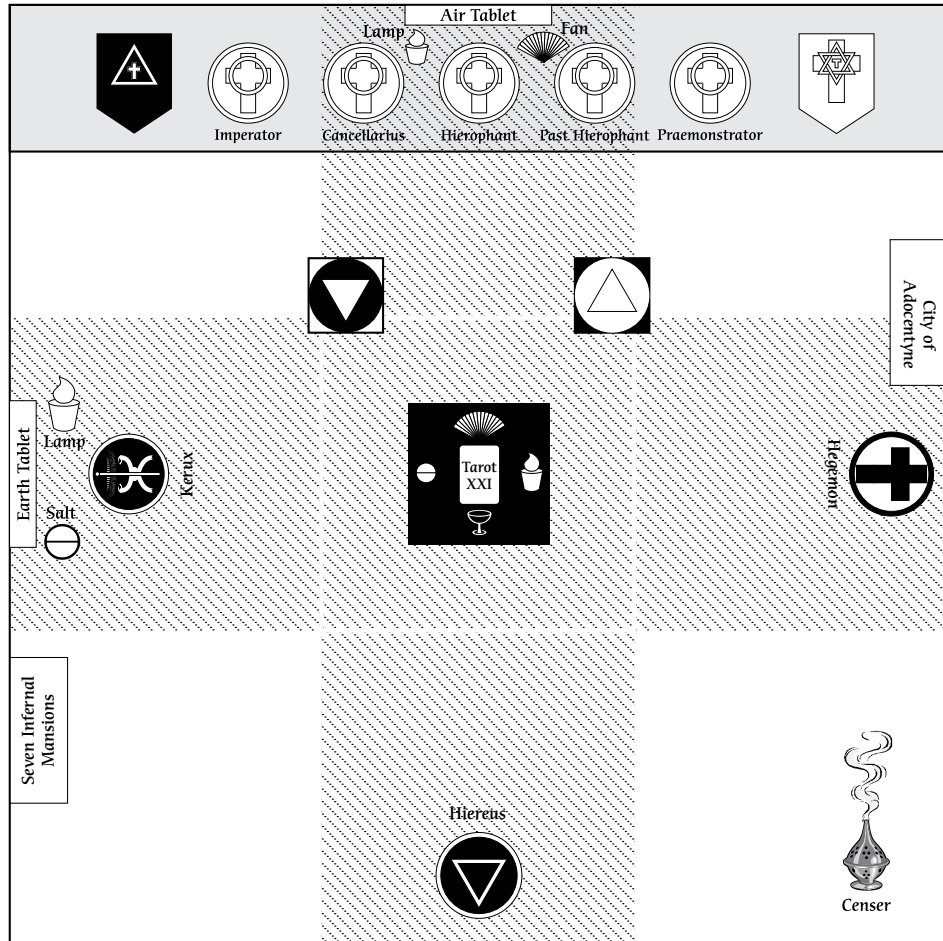 Air Tablet
Lamp
Fan
Imperator
Cancellarius
Hierophant
Past Hierophant
Praemonstrator
City of
Adocentyne
Lamp
Earth Tablet
Kerux
Salt
Tarot
XXI
Hegemon
Seven Infernal
Mansions
Hiereus
Censer